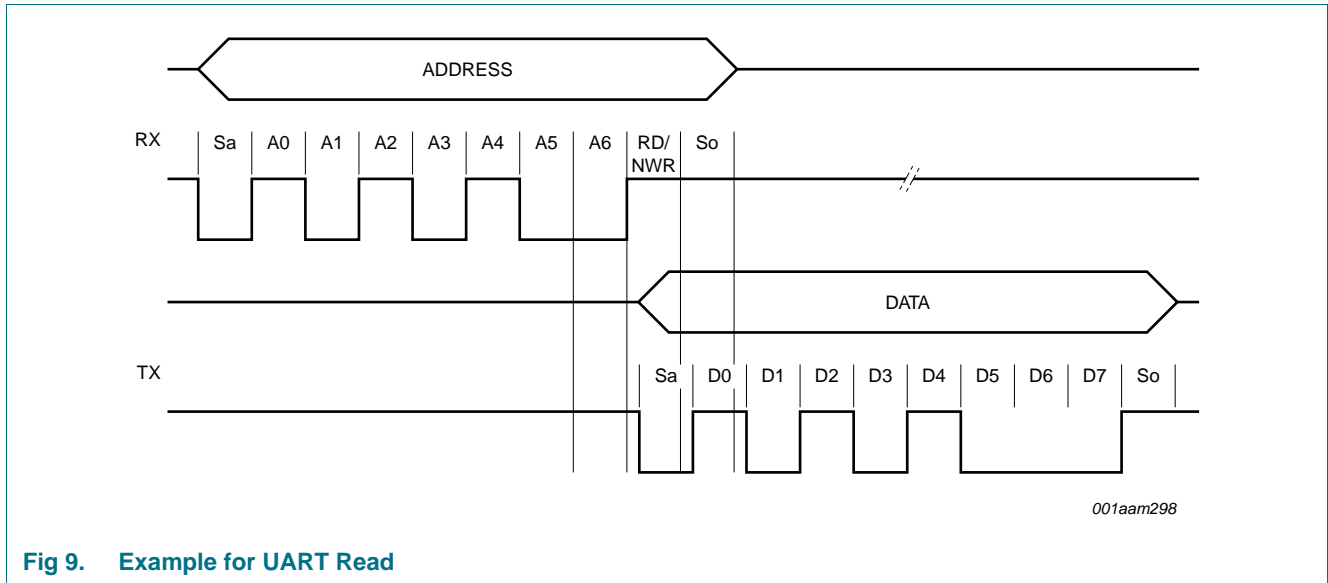 ADDRESS
RX Sa A0 A1 A2 A3 A4 A5 A6 RD/ So
NWR
DATA
TX
Sa D0 D1 D2 D3 D4 D5 D6 D7 So
001aam298
Fig 9. Example for UART Read